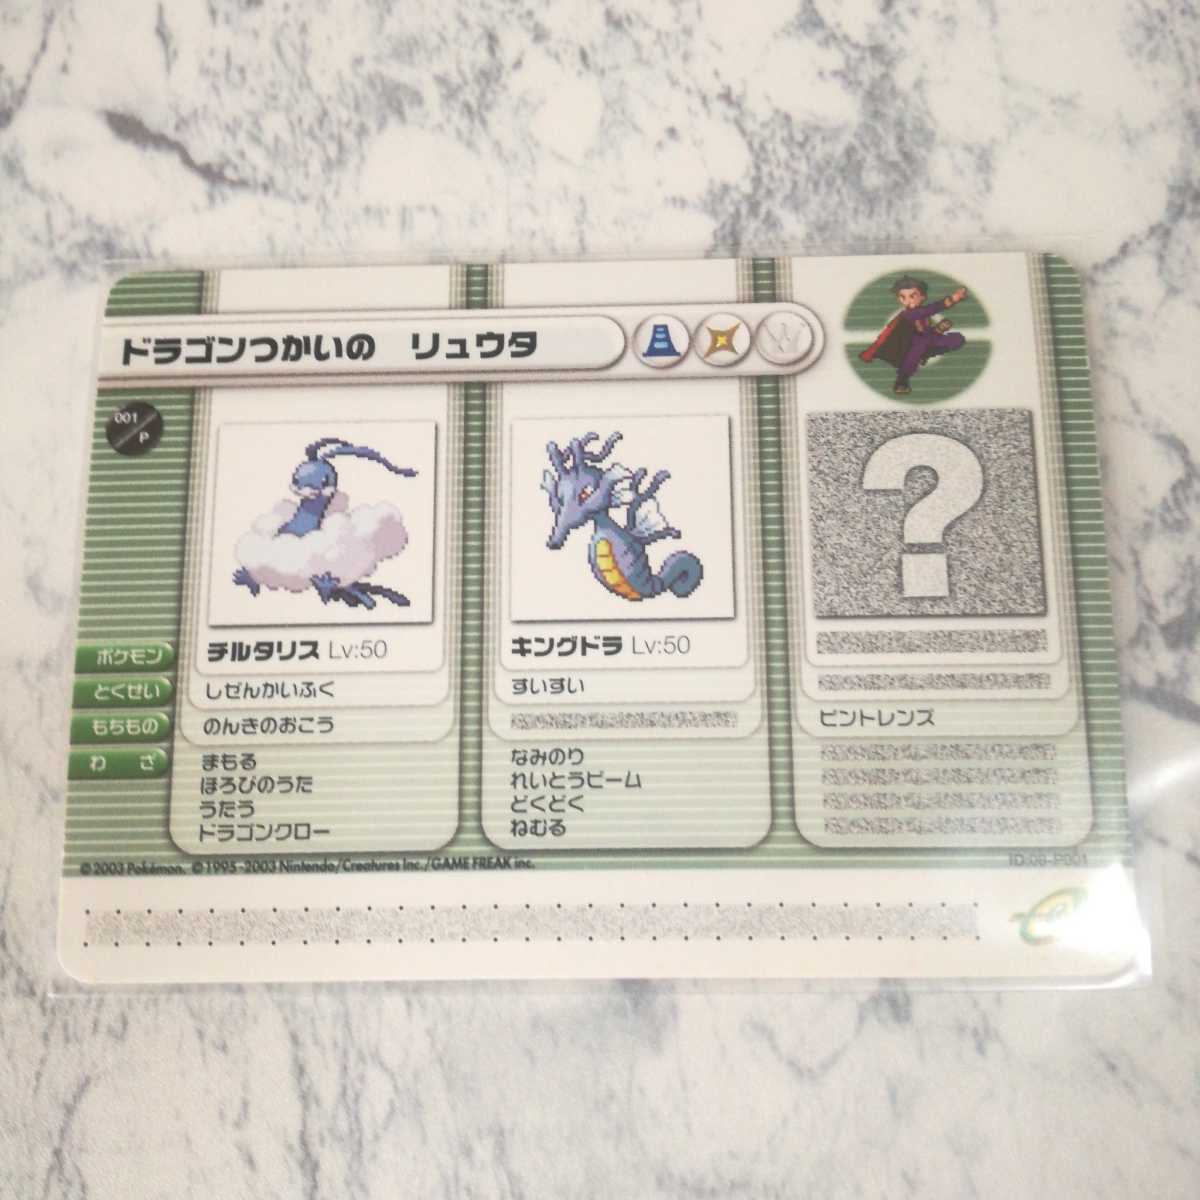 ドラゴンつかいの リュウタ
001
P
?
ポケモン
チルタリス Lv:50
キングドラ Lv:50
とくせい
しぜんかいふく
すいすい
もちもの
のんきのおこう
ピントレンズ
わざ
まもる
ほろびのうた
うたう
ドラゴンクロー
なみのり
れいとうビーム
どくどく
ねむる
©2003 Pokémon. ©1995-2003 Nintendo/Creatures Inc./GAME FREAK inc.
ID:08-P001